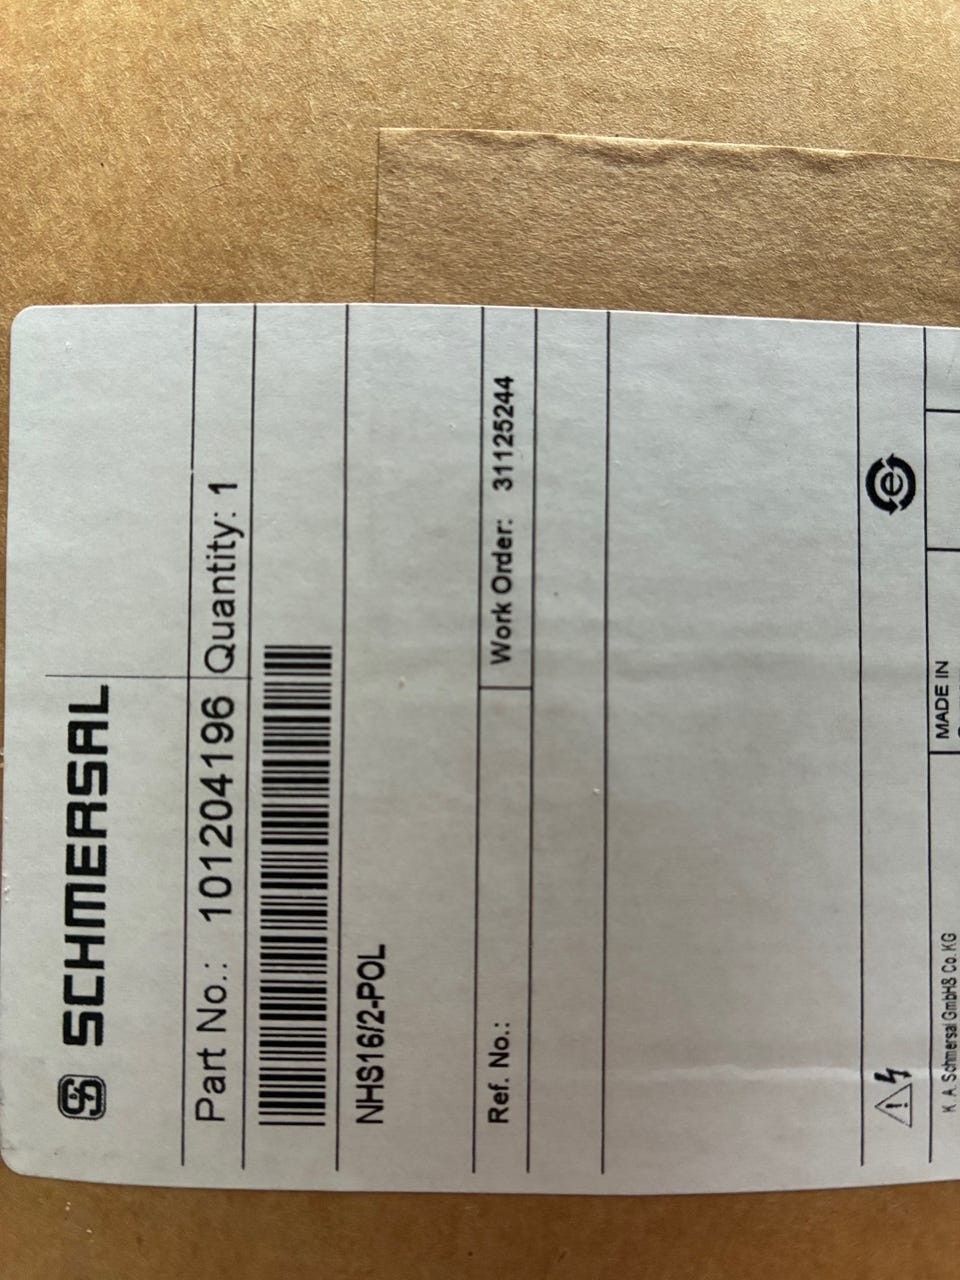 SCHMERSAL
Part No.: 101204196 Quantity: 1
NHS16/2-POL
Ref. No.: Work Order: 31125244
e
K. A. Schmersal GmbH& Co. KG MADE IN